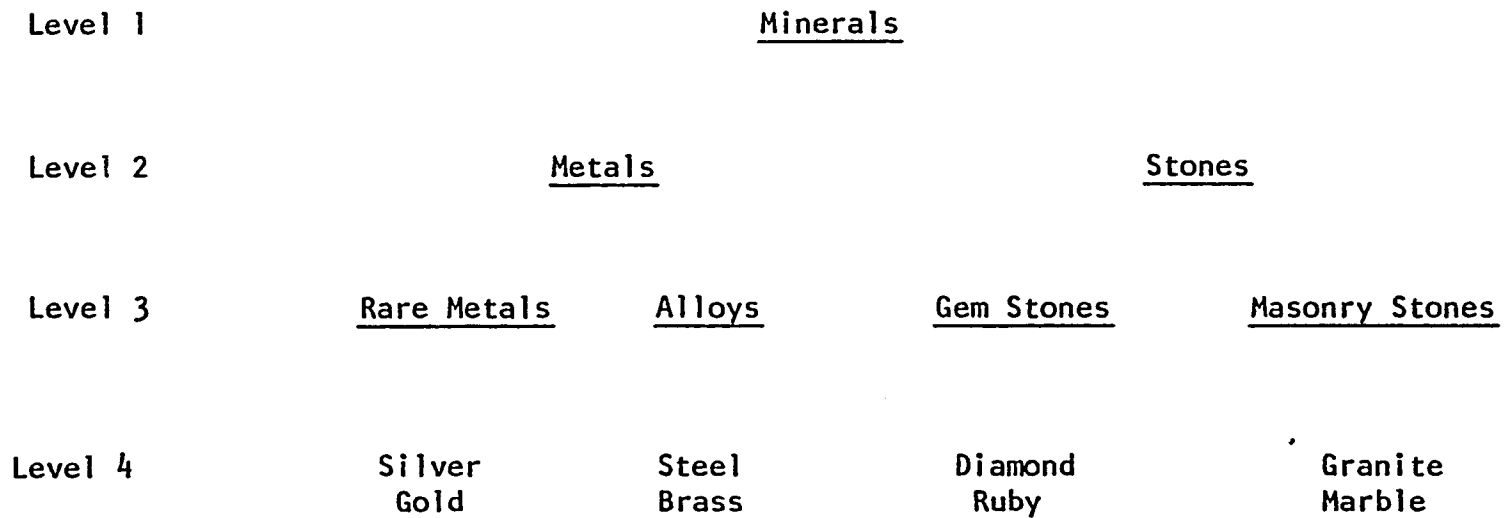 Level 1 Minerals
Level 2 Metals Stones
Level 3 Rare Metals Alloys Gem Stones Masonry Stones
Level 4 Silver Steel Diamond Granite
Gold Brass Ruby Marble